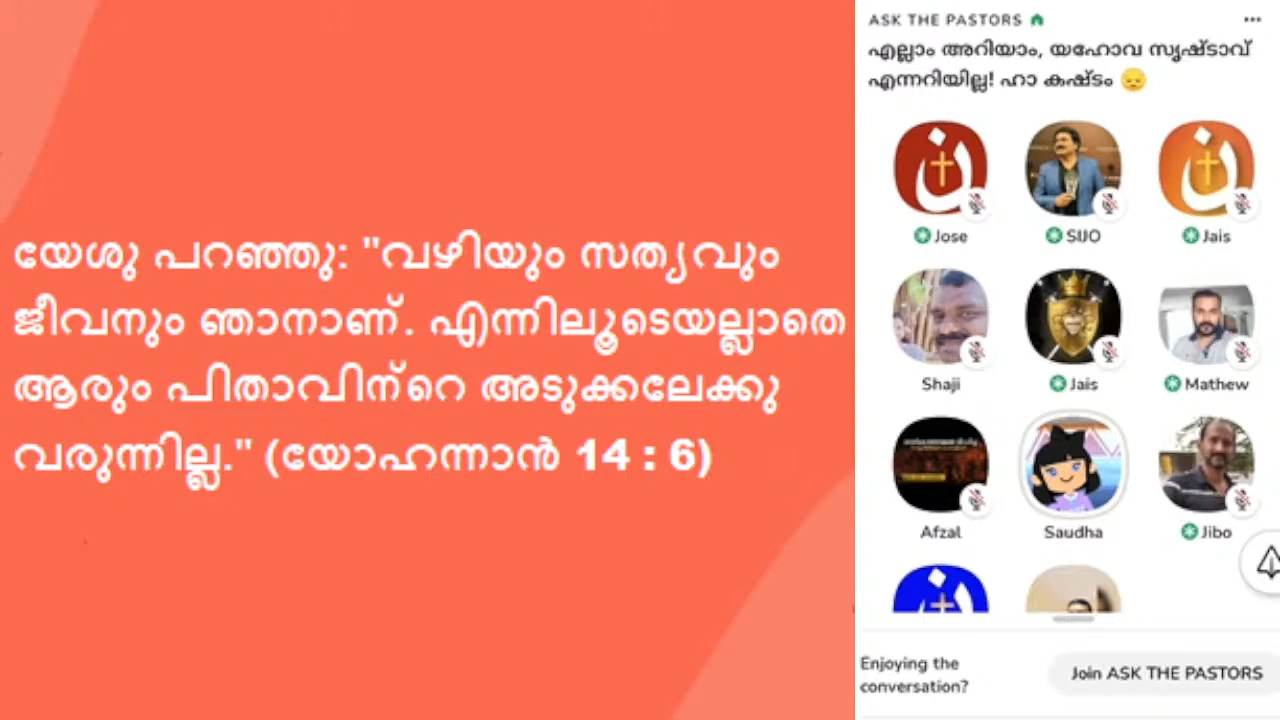 യേശു പറഞ്ഞു: "വഴിയും സത്യവും
ജീവനും ഞാനാണ്. എന്നിലൂടെയല്ലാതെ
ആരും പിതാവിന്റെ അടുക്കലേക്കു
വരുന്നില്ല." (യോഹന്നാൻ 14 : 6)
ASK THE PASTORS
എല്ലാം അറിയാം, യഹോവ സൃഷ്ടാവ്
എന്നറിയില്ല! ഹാ കഷ്ടം 😞
Jose
SIJO
Jais
Shaji
Jais
Mathew
Afzal
Saudha
Jibo
Enjoying the
conversation?
Join ASK THE PASTORS